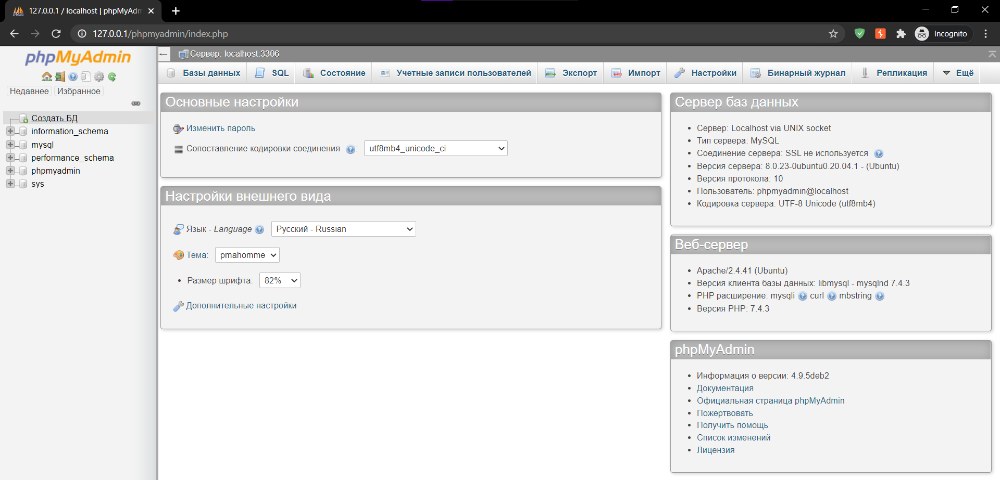 127.0.0.1 / localhost | phpMyAdm
127.0.0.1/phpmyadmin/index.php
Incognito
phpMyAdmin
Недавнее
Избранное
Создать БД
information_schema
mysql
performance_schema
phpmyadmin
sys
Сервер: localhost:3306
Базы данных
SQL
Состояние
Учетные записи пользователей
Экспорт
Импорт
Настройки
Бинарный журнал
Репликация
Ещё
Основные настройки
Изменить пароль
Сопоставление кодировки соединения : utf8mb4_unicode_ci
Настройки внешнего вида
Язык - Language Русский - Russian
Тема: pmahomme
• Размер шрифта: 82%
Дополнительные настройки
Сервер баз данных
• Сервер: Localhost via UNIX socket
• Тип сервера: MySQL
• Соединение сервера: SSL не используется
• Версия сервера: 8.0.23-0ubuntu0.20.04.1 - (Ubuntu)
• Версия протокола: 10
• Пользователь: phpmyadmin@localhost
• Кодировка сервера: UTF-8 Unicode (utf8mb4)
Веб-сервер
• Apache/2.4.41 (Ubuntu)
• Версия клиента базы данных: libmysql - mysqlnd 7.4.3
• PHP расширение: mysqli curl mbstring
• Версия PHP: 7.4.3
phpMyAdmin
• Информация о версии: 4.9.5deb2
• Документация
• Официальная страница phpMyAdmin
• Пожертвовать
• Получить помощь
• Список изменений
• Лицензия